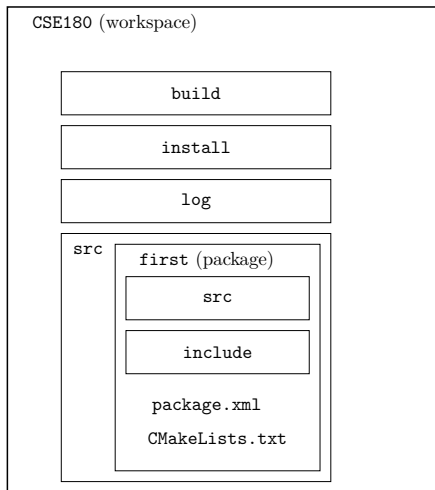 CSE180 (workspace)
build
install
log
src
first (package)
src
include
package.xml
CMakeLists.txt